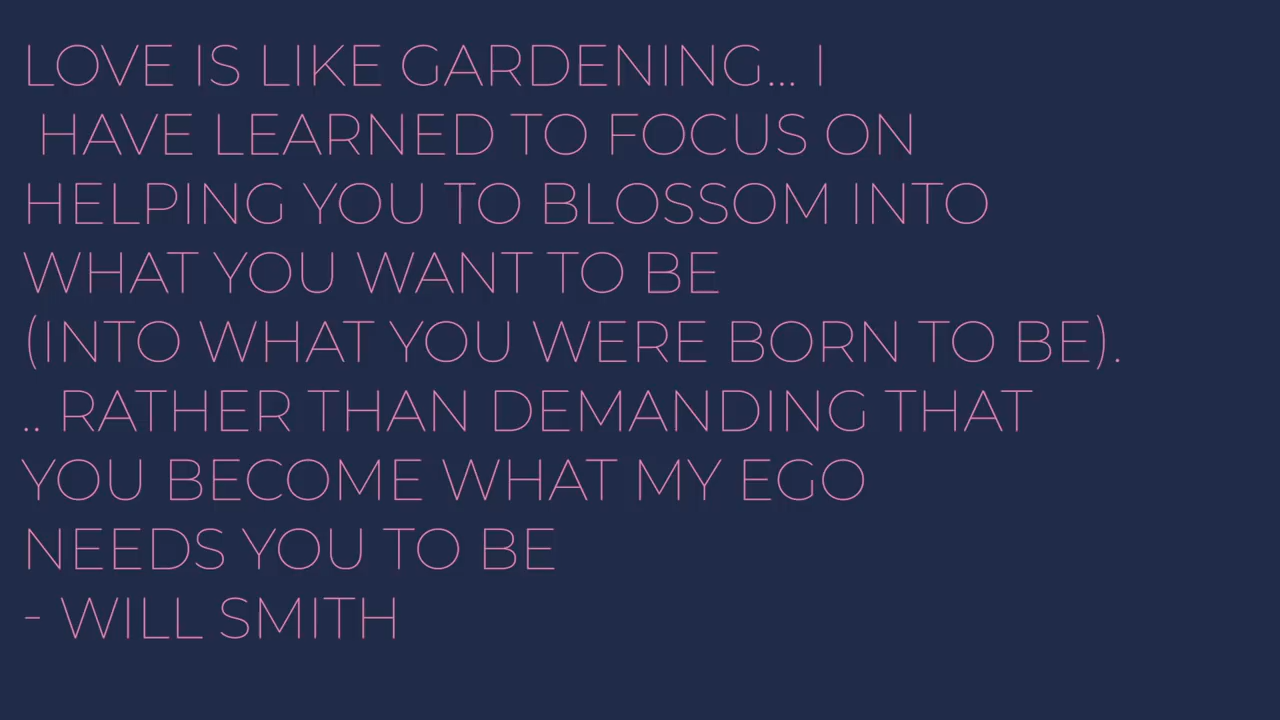 LOVE IS LIKE GARDENING... I
HAVE LEARNED TO FOCUS ON
HELPING YOU TO BLOSSOM INTO
WHAT YOU WANT TO BE
(INTO WHAT YOU WERE BORN TO BE).
.. RATHER THAN DEMANDING THAT
YOU BECOME WHAT MY EGO
NEEDS YOU TO BE
- WILL SMITH